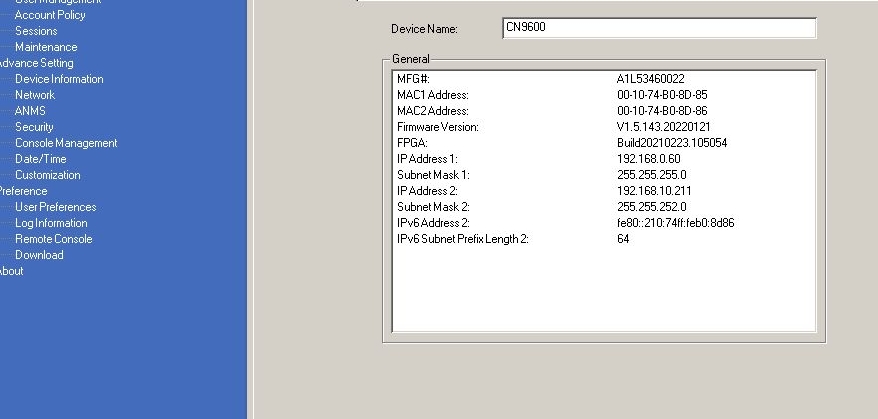 Account Policy
Sessions
Maintenance
Advance Setting
Device Information
Network
ANMS
Security
Console Management
Date/Time
Customization
Preference
User Preferences
Log Information
Remote Console
Download
About
Device Name: CN9600
General
MFG#: A1L53460022
MAC1 Address: 00-10-74-B0-8D-85
MAC2 Address: 00-10-74-B0-8D-86
Firmware Version: V1.5.143.20220121
FPGA: Build20210223.105054
IP Address 1: 192.168.0.60
Subnet Mask 1: 255.255.255.0
IP Address 2: 192.168.10.211
Subnet Mask 2: 255.255.252.0
IPv6 Address 2: fe80::210:74ff:feb0:8d86
IPv6 Subnet Prefix Length 2: 64